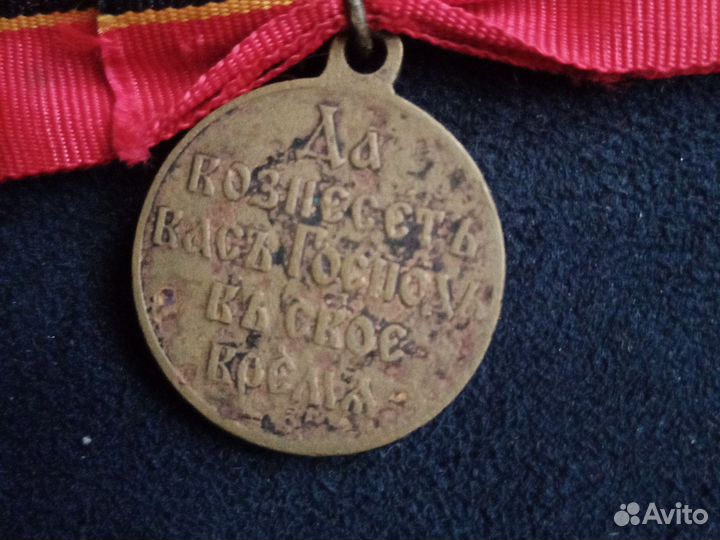 Да
вознесетъ
васъ Господь
въ свое
время
Avito